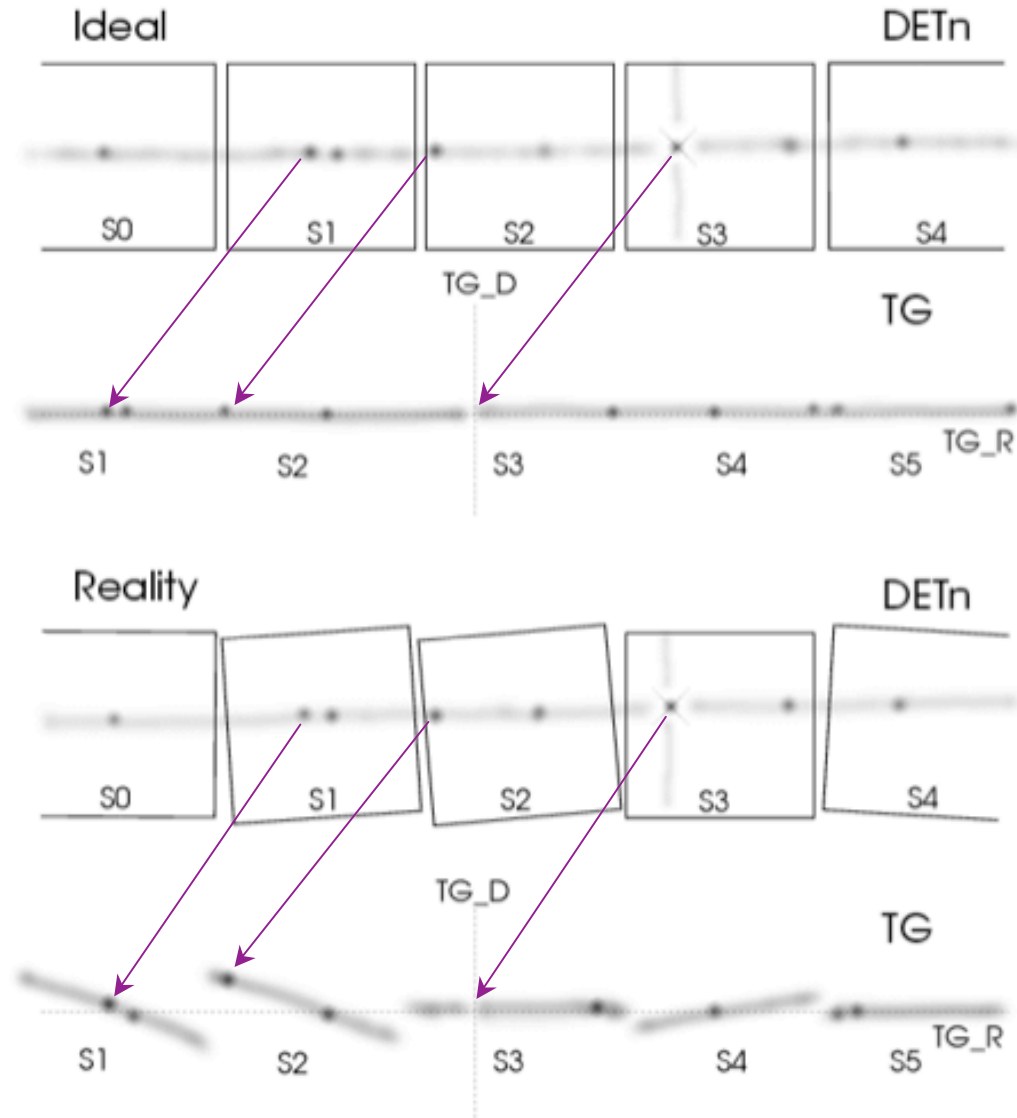 Ideal DETn
S0 S1 S2 S3 S4
TG_D
TG
TG_R
S1 S2 S3 S4 S5
Reality DETn
S0 S1 S2 S3 S4
TG_D
TG
TG_R
S1 S2 S3 S4 S5